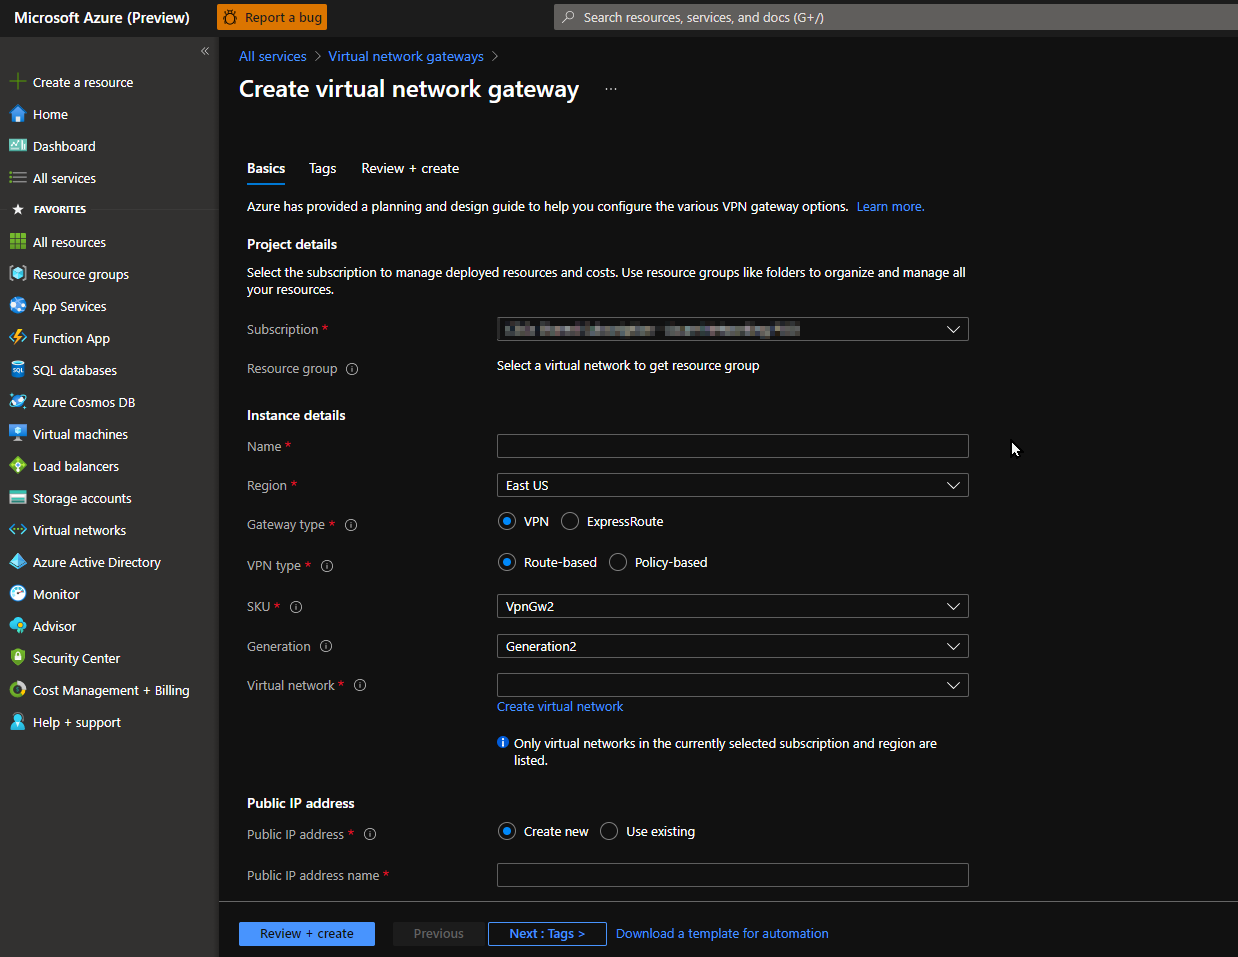 Microsoft Azure (Preview)
Report a bug
Search resources, services, and docs (G+/)
«
Create a resource
Home
Dashboard
All services
FAVORITES
All resources
Resource groups
App Services
Function App
SQL databases
Azure Cosmos DB
Virtual machines
Load balancers
Storage accounts
Virtual networks
Azure Active Directory
Monitor
Advisor
Security Center
Cost Management + Billing
Help + support
All services > Virtual network gateways >
Create virtual network gateway ...
Basics Tags Review + create
Azure has provided a planning and design guide to help you configure the various VPN gateway options. Learn more.
Project details
Select the subscription to manage deployed resources and costs. Use resource groups like folders to organize and manage all
your resources.
Subscription *
Resource group Select a virtual network to get resource group
Instance details
Name *
Region * East US
Gateway type * VPN ExpressRoute
VPN type * Route-based Policy-based
SKU * VpnGw2
Generation Generation2
Virtual network *
Create virtual network
Only virtual networks in the currently selected subscription and region are
listed.
Public IP address
Public IP address * Create new Use existing
Public IP address name *
Review + create Previous Next : Tags > Download a template for automation